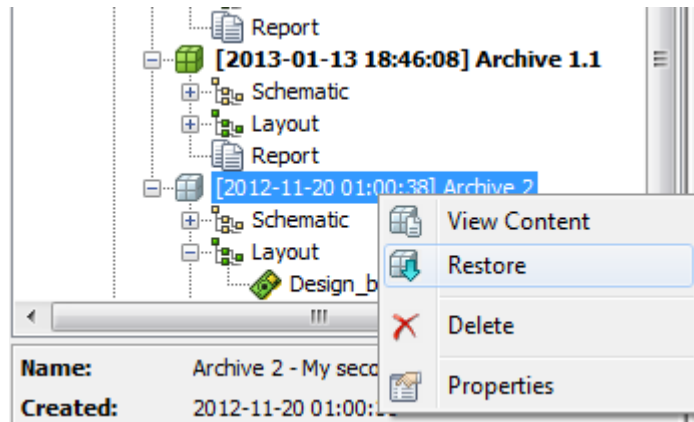 Report
[2013-01-13 18:46:08] Archive 1.1
Schematic
Layout
Report
[2012-11-20 01:00:38] Archive 2
Schematic
View Content
Layout
Restore
Design_b
Delete
Name: Archive 2 - My seco
Properties
Created: 2012-11-20 01:00: